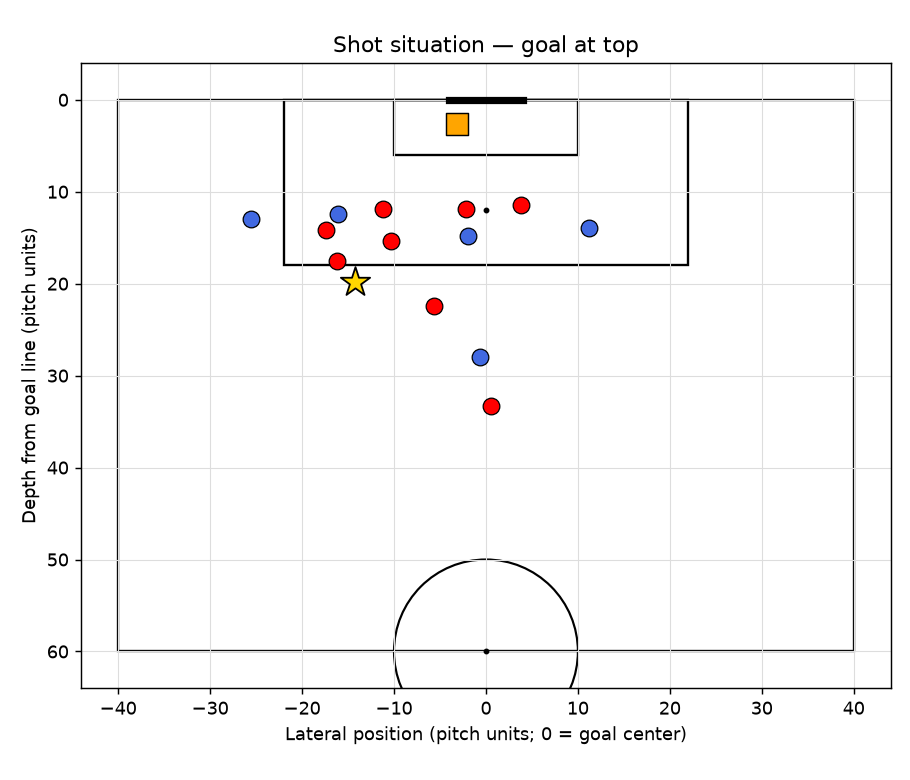 Shot situation — goal at top
0
10
20
30
40
50
60
Depth from goal line (pitch units)
−40 −30 −20 −10 0 10 20 30 40
Lateral position (pitch units; 0 = goal center)